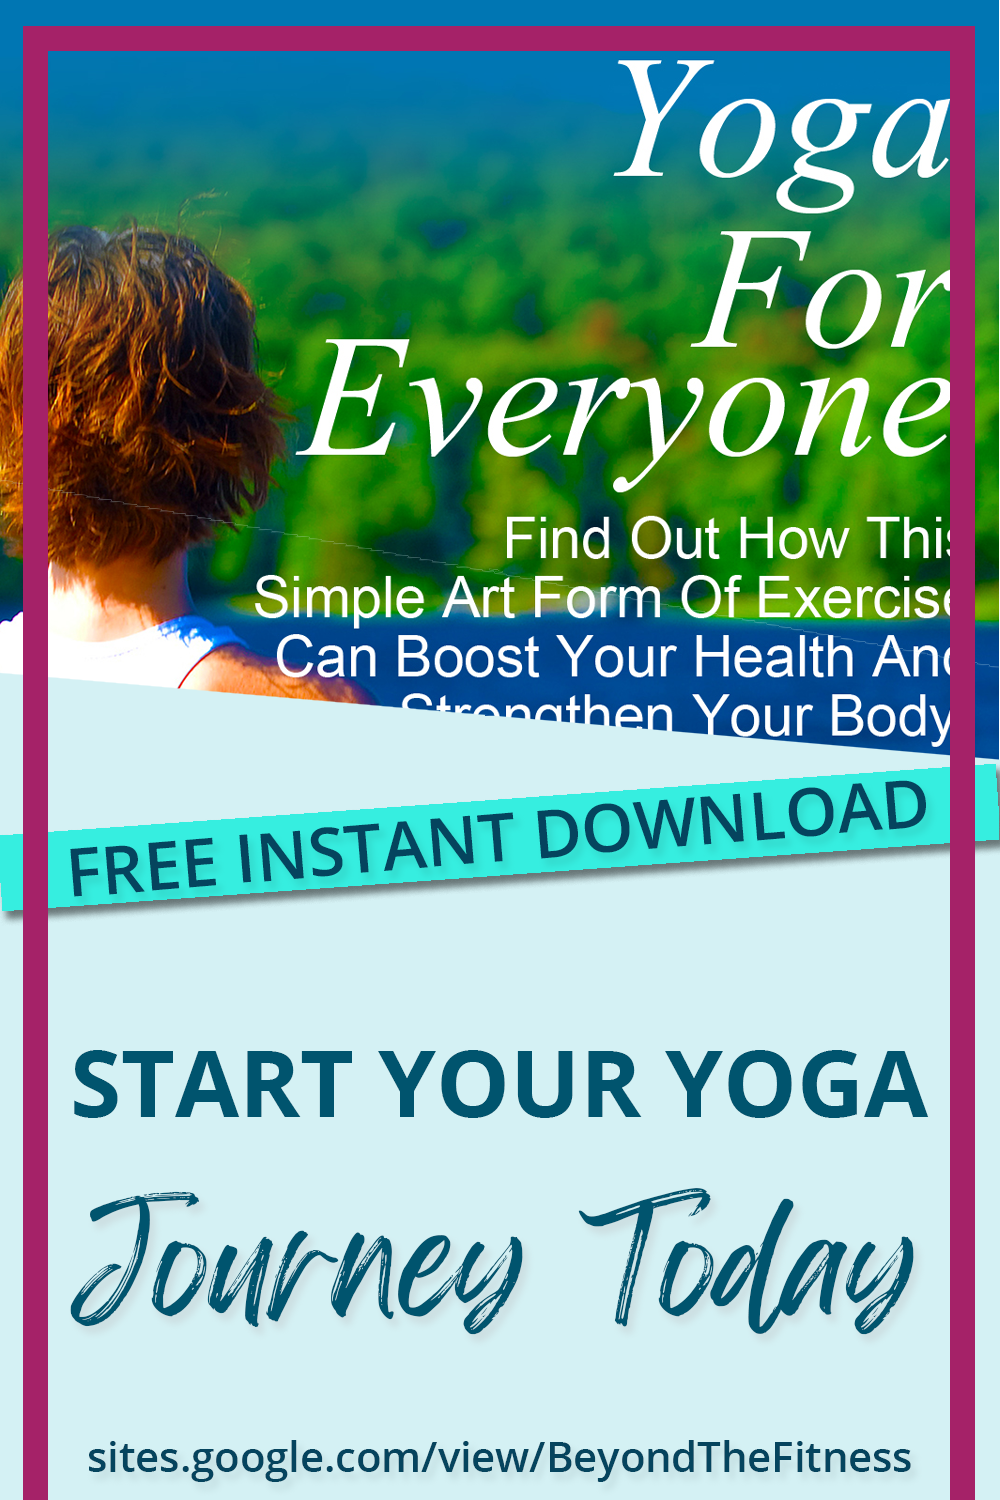 Yoga
For
Everyone
Find Out How This
Simple Art Form Of Exercise
Can Boost Your Health And
Strengthen Your Body
FREE INSTANT DOWNLOAD
START YOUR YOGA
Journey Today
sites.google.com/view/BeyondTheFitness